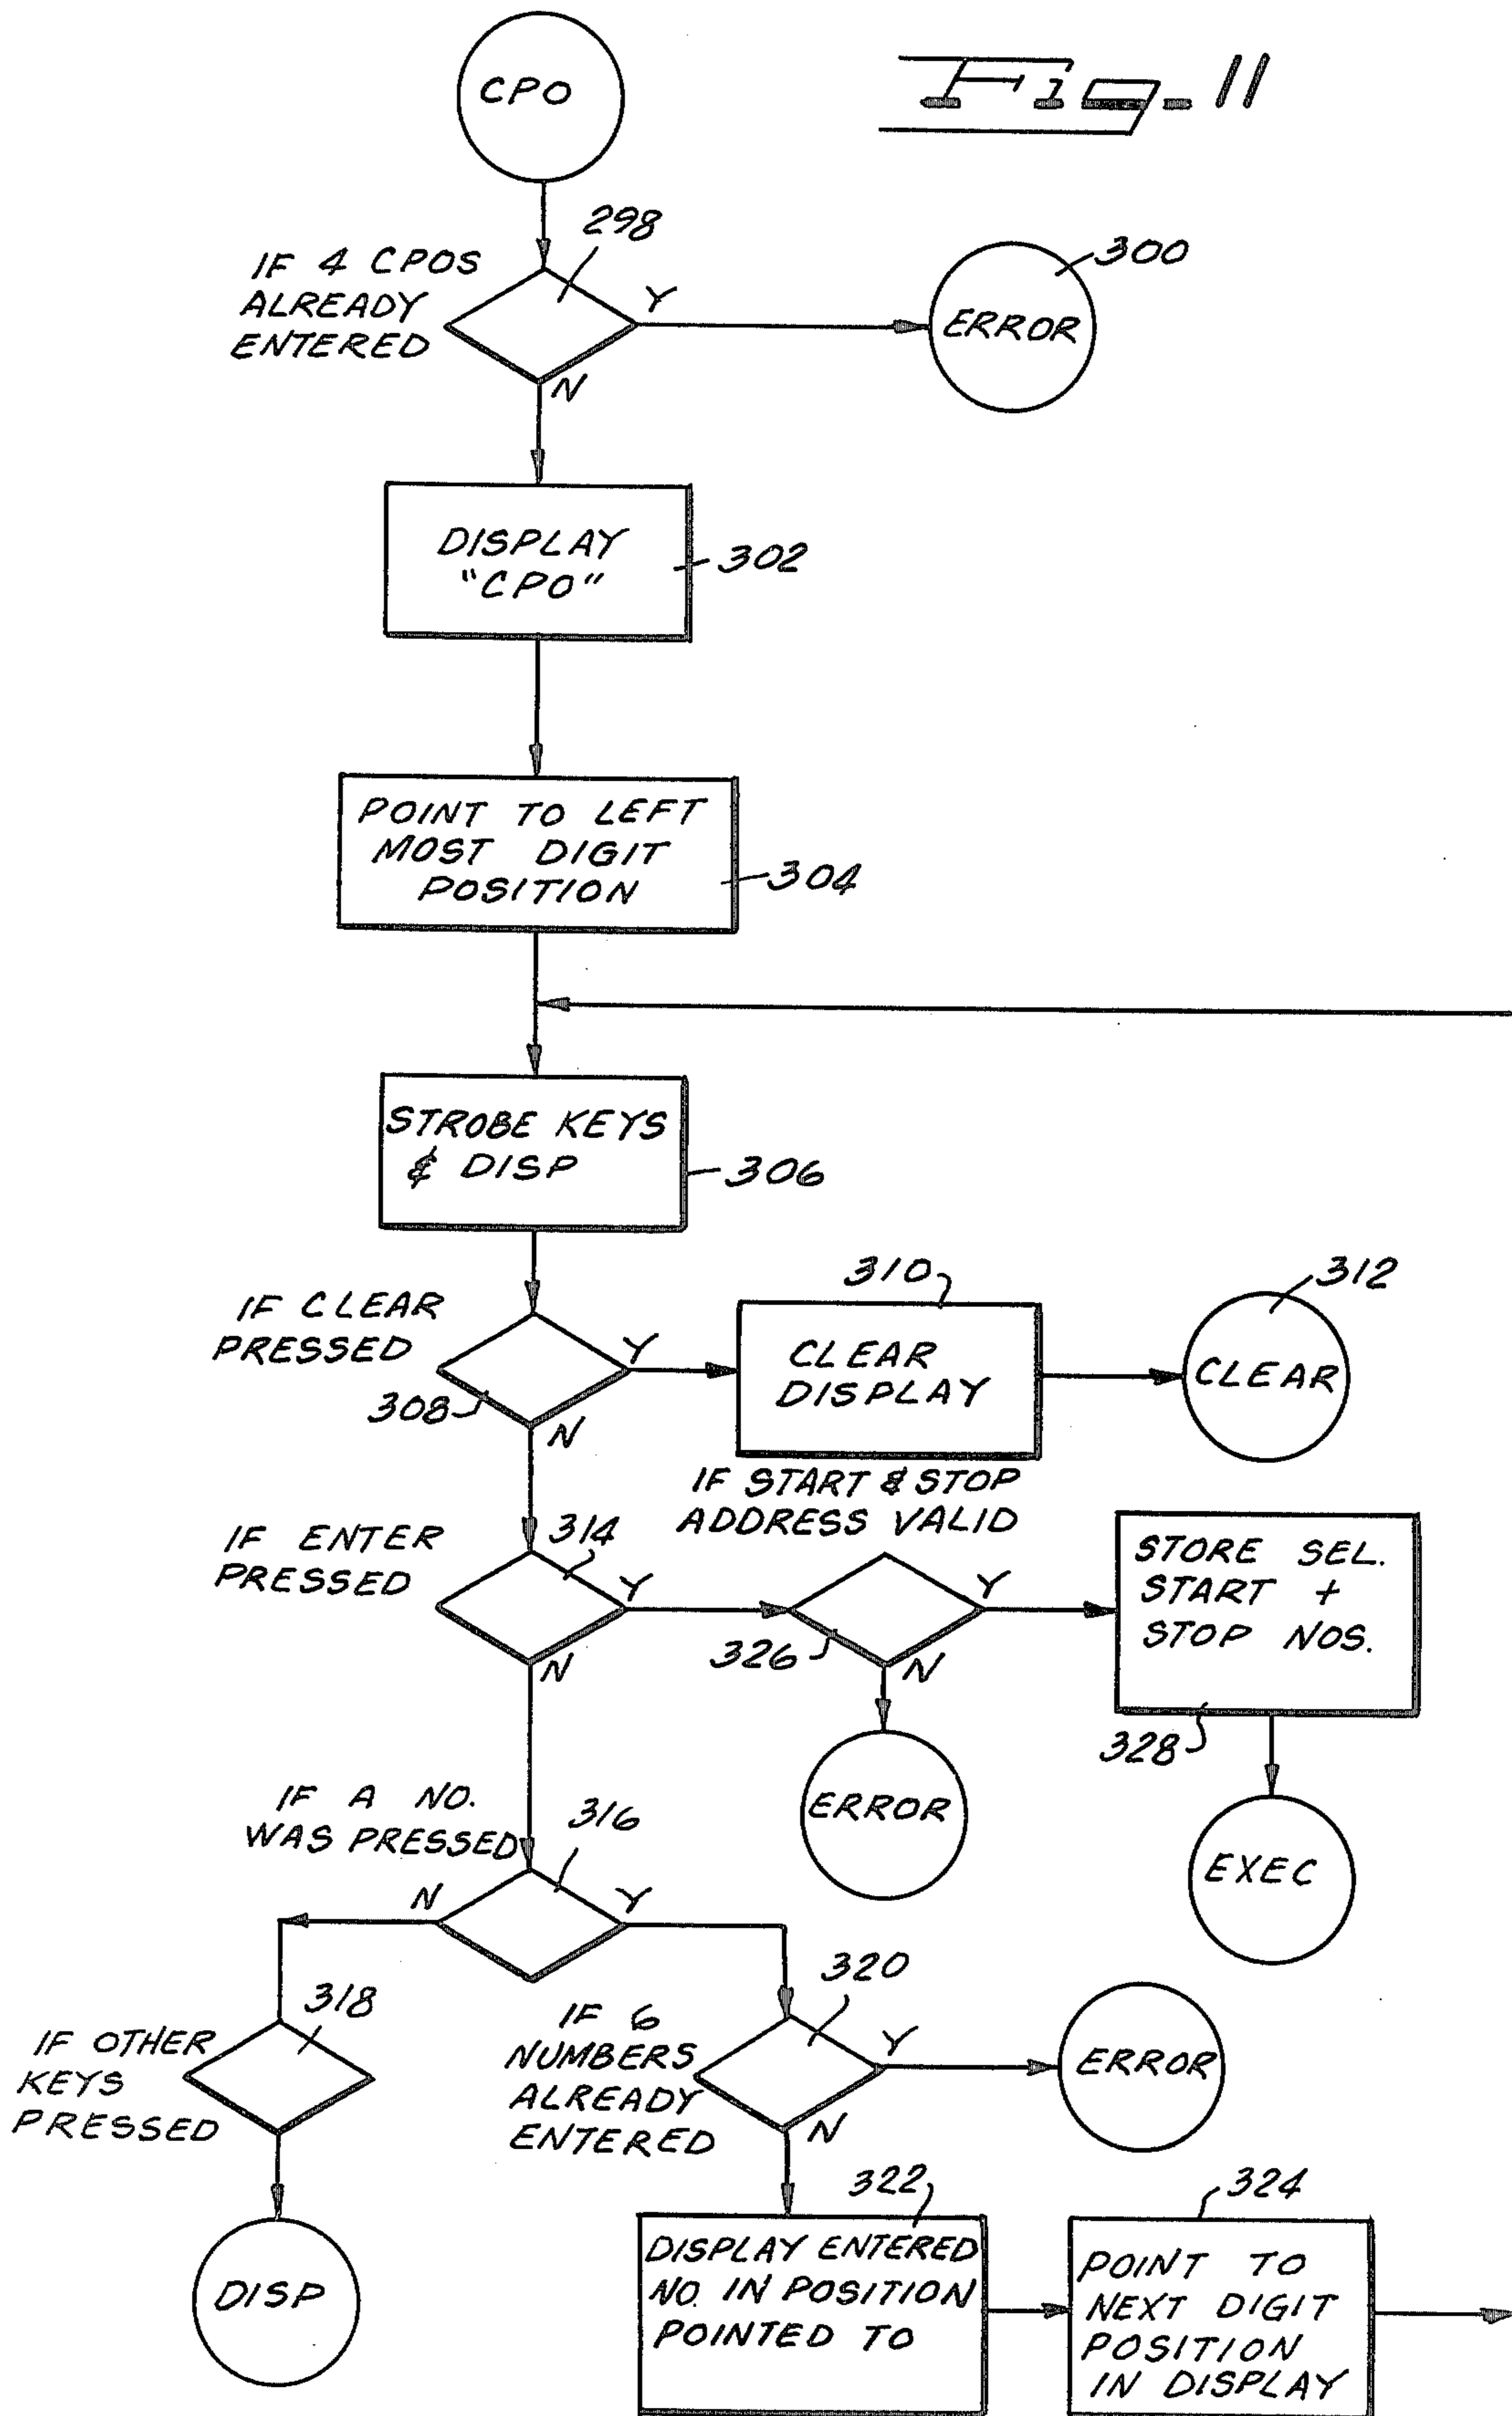 CPO
Fig-11
298
IF 4 CPOS
ALREADY
ENTERED
Y
N
300
ERROR
DISPLAY
"CPO"
302
POINT TO LEFT
MOST DIGIT
POSITION
304
STROBE KEYS
& DISP
306
IF CLEAR
PRESSED
308
Y
N
310
CLEAR
DISPLAY
312
CLEAR
IF ENTER
PRESSED
314
Y
N
IF START & STOP
ADDRESS VALID
326
Y
N
STORE SEL.
START +
STOP NOS.
328
ERROR
EXEC
IF A NO.
WAS PRESSED
316
N
Y
318
IF OTHER
KEYS
PRESSED
DISP
320
IF 6
NUMBERS
ALREADY
ENTERED
Y
N
ERROR
322
DISPLAY ENTERED
NO. IN POSITION
POINTED TO
324
POINT TO
NEXT DIGIT
POSITION
IN DISPLAY